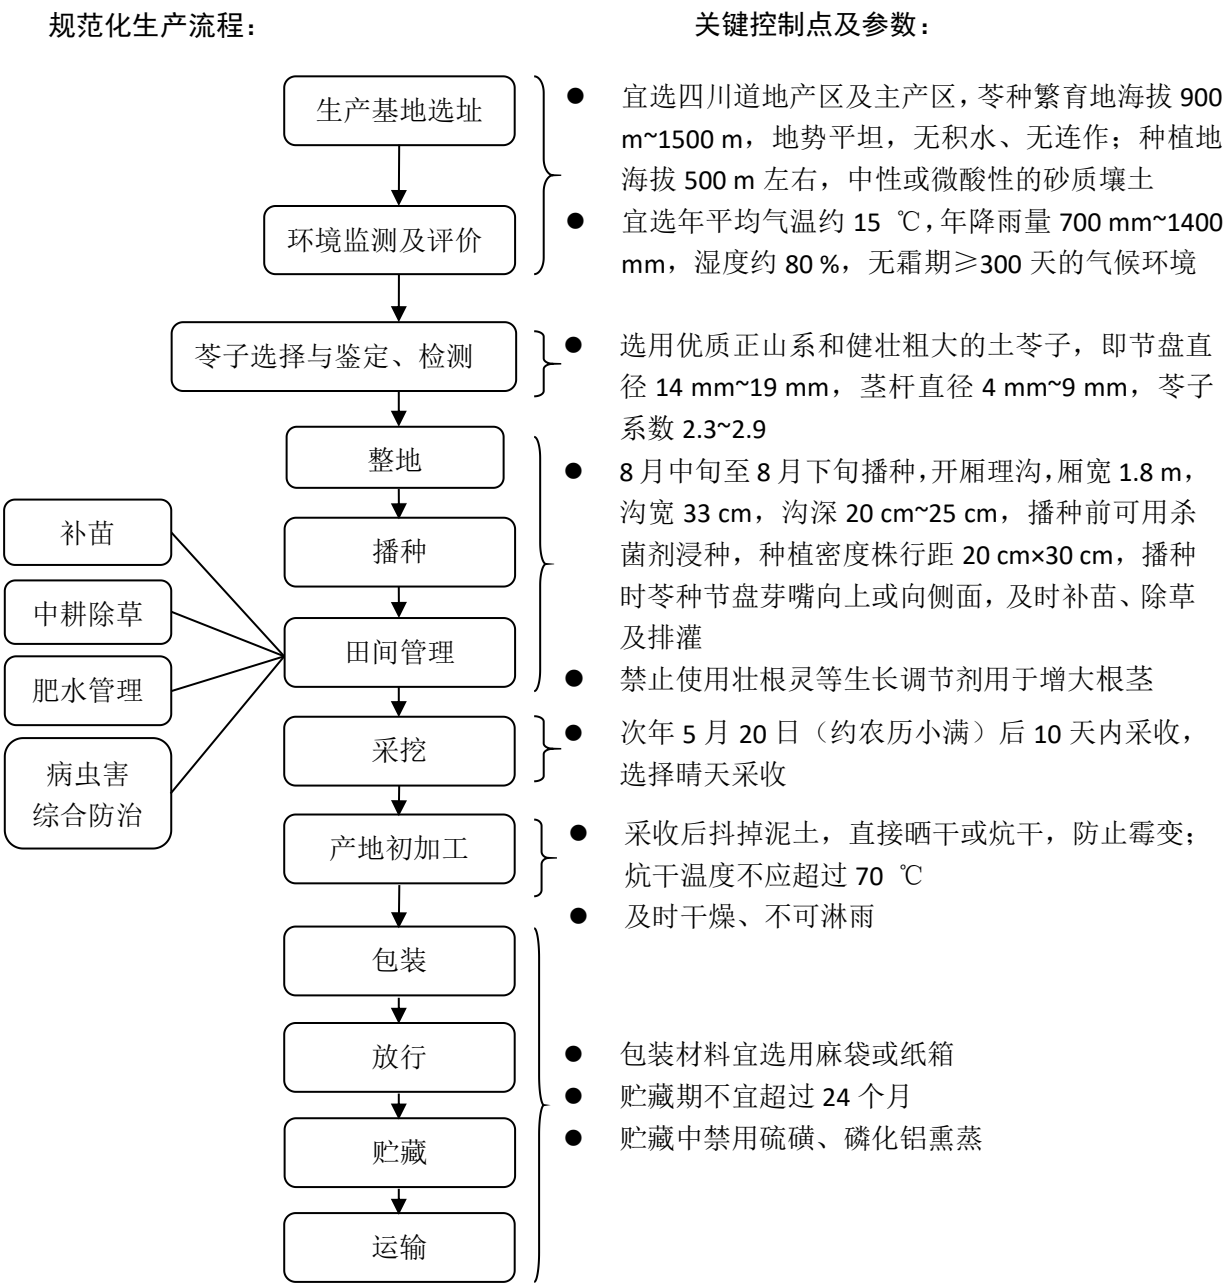 规范化生产流程：
关键控制点及参数：
生产基地选址
环境监测及评价
● 宜选四川道地产区及主产区，苓种繁育地海拔 900
m~1500 m，地势平坦，无积水、无连作；种植地
海拔 500 m 左右，中性或微酸性的砂质壤土
● 宜选年平均气温约 15 ℃，年降雨量 700 mm~1400
mm，湿度约 80 %，无霜期≥300 天的气候环境
苓子选择与鉴定、检测
● 选用优质正山系和健壮粗大的土苓子，即节盘直
径 14 mm~19 mm，茎杆直径 4 mm~9 mm，苓子
系数 2.3~2.9
整地
播种
田间管理
补苗
中耕除草
肥水管理
病虫害
综合防治
● 8 月中旬至 8 月下旬播种，开厢理沟，厢宽 1.8 m，
沟宽 33 cm，沟深 20 cm~25 cm，播种前可用杀
菌剂浸种，种植密度株行距 20 cm×30 cm，播种
时苓种节盘芽嘴向上或向侧面，及时补苗、除草
及排灌
● 禁止使用壮根灵等生长调节剂用于增大根茎
采挖
● 次年 5 月 20 日（约农历小满）后 10 天内采收，
选择晴天采收
产地初加工
● 采收后抖掉泥土，直接晒干或炕干，防止霉变；
炕干温度不应超过 70 ℃
● 及时干燥、不可淋雨
包装
放行
贮藏
运输
● 包装材料宜选用麻袋或纸箱
● 贮藏期不宜超过 24 个月
● 贮藏中禁用硫磺、磷化铝熏蒸